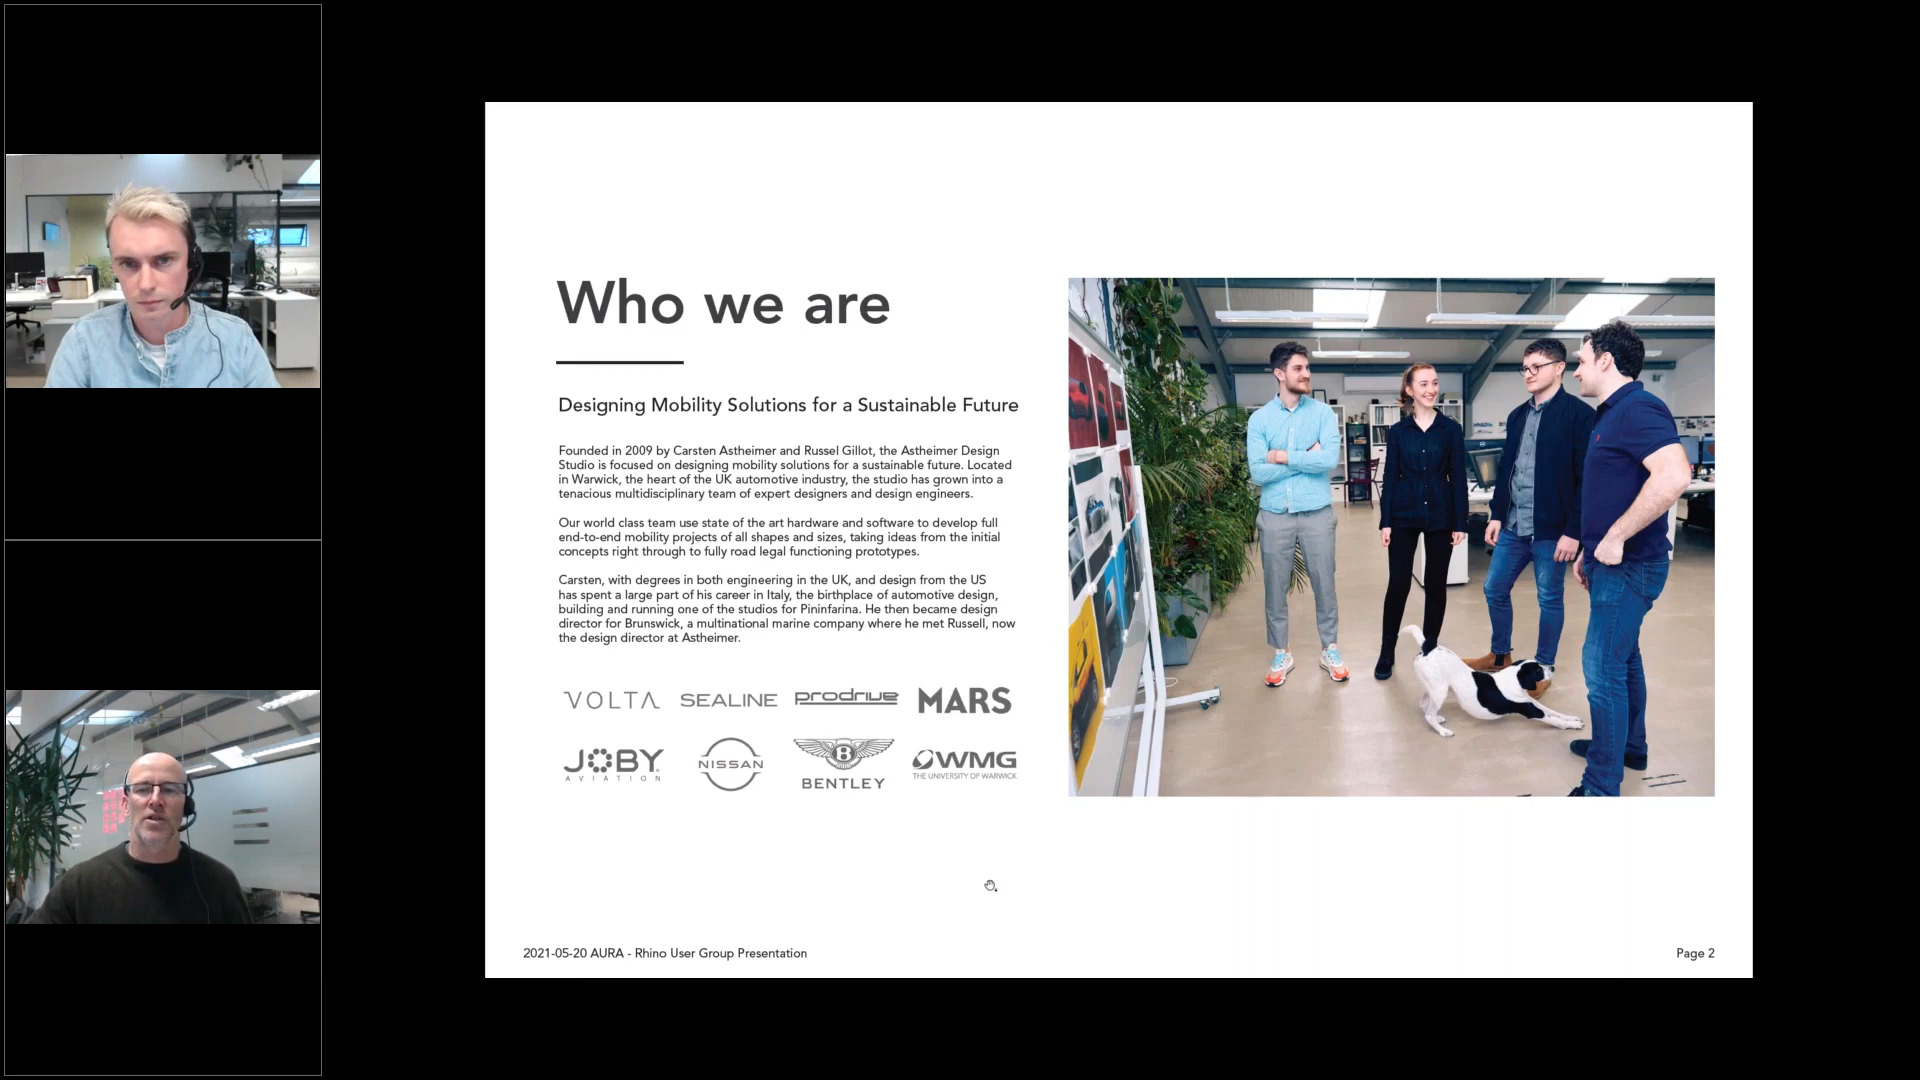 Who we are
Designing Mobility Solutions for a Sustainable Future
Founded in 2009 by Carsten Astheimer and Russel Gillot, the Astheimer Design
Studio is focused on designing mobility solutions for a sustainable future. Located
in Warwick, the heart of the UK automotive industry, the studio has grown into a
tenacious multidisciplinary team of expert designers and design engineers.
Our world class team use state of the art hardware and software to develop full
end-to-end mobility projects of all shapes and sizes, taking ideas from the initial
concepts right through to fully road legal functioning prototypes.
Carsten, with degrees in both engineering in the UK, and design from the US
has spent a large part of his career in Italy, the birthplace of automotive design,
building and running one of the studios for Pininfarina. He then became design
director for Brunswick, a multinational marine company where he met Russell, now
the design director at Astheimer.
VOLTA SEALINE prodrive MARS
JOBY AVIATION NISSAN B BENTLEY WMG
THE UNIVERSITY OF WARWICK
2021-05-20 AURA - Rhino User Group Presentation
Page 2